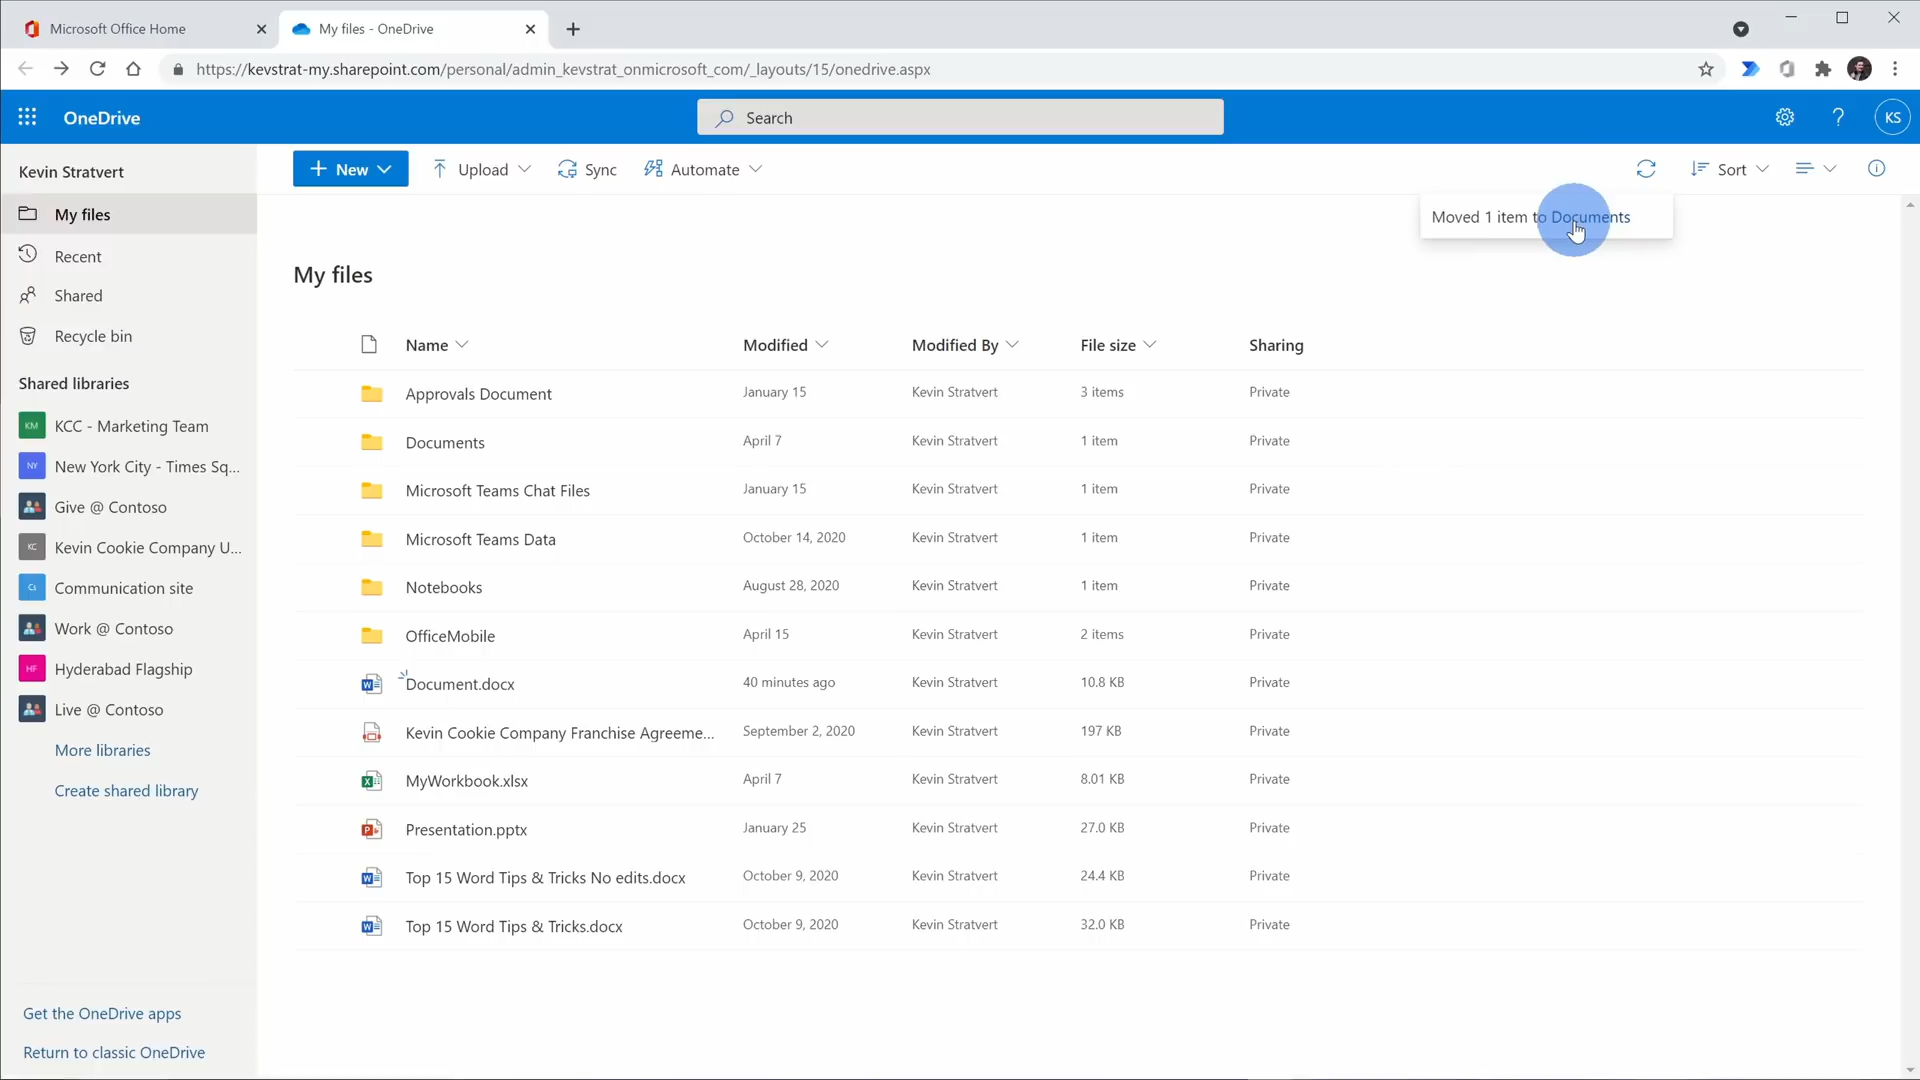 Microsoft Office Home
My files - OneDrive
https://kevstrat-my.sharepoint.com/personal/admin_kevstrat_onmicrosoft_com/_layouts/15/onedrive.aspx
OneDrive
Search
KS
Kevin Stratvert
New
Upload
Sync
Automate
Sort
My files
Moved 1 item to Documents
Recent
Shared
Recycle bin
Shared libraries
KM KCC - Marketing Team
NY New York City - Times Sq...
Give @ Contoso
KC Kevin Cookie Company U...
Cs Communication site
Work @ Contoso
HF Hyderabad Flagship
Live @ Contoso
More libraries
Create shared library
Get the OneDrive apps
Return to classic OneDrive
My files
Name Modified Modified By File size Sharing
Approvals Document January 15 Kevin Stratvert 3 items Private
Documents April 7 Kevin Stratvert 1 item Private
Microsoft Teams Chat Files January 15 Kevin Stratvert 1 item Private
Microsoft Teams Data October 14, 2020 Kevin Stratvert 1 item Private
Notebooks August 28, 2020 Kevin Stratvert 1 item Private
OfficeMobile April 15 Kevin Stratvert 2 items Private
Document.docx 40 minutes ago Kevin Stratvert 10.8 KB Private
Kevin Cookie Company Franchise Agreeme... September 2, 2020 Kevin Stratvert 197 KB Private
MyWorkbook.xlsx April 7 Kevin Stratvert 8.01 KB Private
Presentation.pptx January 25 Kevin Stratvert 27.0 KB Private
Top 15 Word Tips & Tricks No edits.docx October 9, 2020 Kevin Stratvert 24.4 KB Private
Top 15 Word Tips & Tricks.docx October 9, 2020 Kevin Stratvert 32.0 KB Private